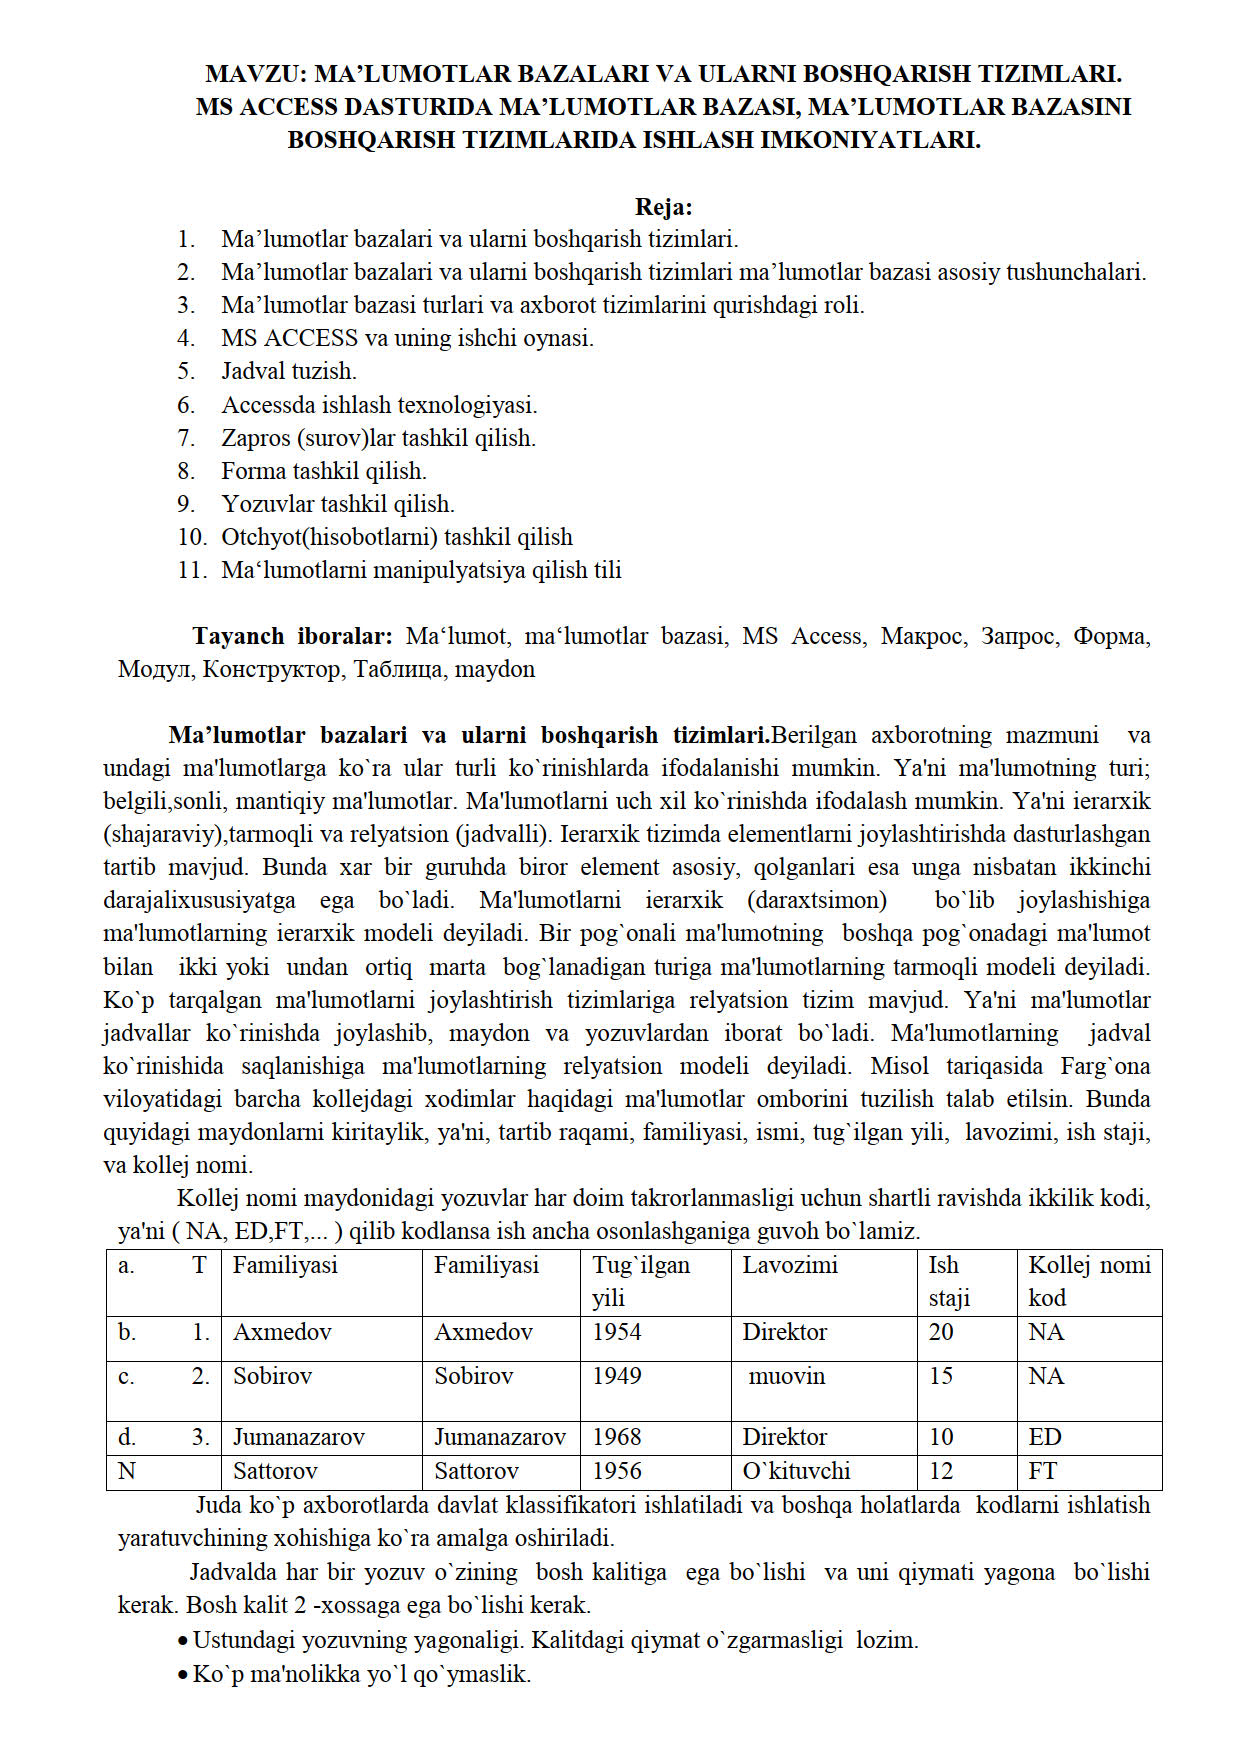 MAVZU: MA’LUMOTLAR BAZALARI VA ULARNI BOSHQARISH TIZIMLARI.
MS ACCESS DASTURIDA MA’LUMOTLAR BAZASI, MA’LUMOTLAR BAZASINI
BOSHQARISH TIZIMLARIDA ISHLASH IMKONIYATLARI.
Reja:
1. Ma’lumotlar bazalari va ularni boshqarish tizimlari.
2. Ma’lumotlar bazalari va ularni boshqarish tizimlari ma’lumotlar bazasi asosiy tushunchalari.
3. Ma’lumotlar bazasi turlari va axborot tizimlarini qurishdagi roli.
4. MS ACCESS va uning ishchi oynasi.
5. Jadval tuzish.
6. Accessda ishlash texnologiyasi.
7. Zapros (surov)lar tashkil qilish.
8. Forma tashkil qilish.
9. Yozuvlar tashkil qilish.
10. Otchyot(hisobotlarni) tashkil qilish
11. Ma‘lumotlarni manipulyatsiya qilish tili
Tayanch iboralar: Ma‘lumot, ma‘lumotlar bazasi, MS Access, Макрос, Запрос, Форма,
Модул, Конструктор, Таблица, maydon
Ma’lumotlar bazalari va ularni boshqarish tizimlari.Berilgan axborotning mazmuni va
undagi ma'lumotlarga ko`ra ular turli ko`rinishlarda ifodalanishi mumkin. Ya'ni ma'lumotning turi;
belgili,sonli, mantiqiy ma'lumotlar. Ma'lumotlarni uch xil ko`rinishda ifodalash mumkin. Ya'ni ierarxik
(shajaraviy),tarmoqli va relyatsion (jadvalli). Ierarxik tizimda elementlarni joylashtirishda dasturlashgan
tartib mavjud. Bunda xar bir guruhda biror element asosiy, qolganlari esa unga nisbatan ikkinchi
darajalixususiyatga ega bo`ladi. Ma'lumotlarni ierarxik (daraxtsimon) bo`lib joylashishiga
ma'lumotlarning ierarxik modeli deyiladi. Bir pog`onali ma'lumotning boshqa pog`onadagi ma'lumot
bilan ikki yoki undan ortiq marta bog`lanadigan turiga ma'lumotlarning tarmoqli modeli deyiladi.
Ko`p tarqalgan ma'lumotlarni joylashtirish tizimlariga relyatsion tizim mavjud. Ya'ni ma'lumotlar
jadvallar ko`rinishda joylashib, maydon va yozuvlardan iborat bo`ladi. Ma'lumotlarning jadval
ko`rinishida saqlanishiga ma'lumotlarning relyatsion modeli deyiladi. Misol tariqasida Farg`ona
viloyatidagi barcha kollejdagi xodimlar haqidagi ma'lumotlar omborini tuzilish talab etilsin. Bunda
quyidagi maydonlarni kiritaylik, ya'ni, tartib raqami, familiyasi, ismi, tug`ilgan yili, lavozimi, ish staji,
va kollej nomi.
Kollej nomi maydonidagi yozuvlar har doim takrorlanmasligi uchun shartli ravishda ikkilik kodi,
ya'ni ( NA, ED,FT,... ) qilib kodlansa ish ancha osonlashganiga guvoh bo`lamiz.
a. T Familiyasi Familiyasi Tug`ilgan yili Lavozimi Ish staji Kollej nomi kod
b. 1. Axmedov Axmedov 1954 Direktor 20 NA
c. 2. Sobirov Sobirov 1949 muovin 15 NA
d. 3. Jumanazarov Jumanazarov 1968 Direktor 10 ED
N Sattorov Sattorov 1956 O`kituvchi 12 FT
Juda ko`p axborotlarda davlat klassifikatori ishlatiladi va boshqa holatlarda kodlarni ishlatish
yaratuvchining xohishiga ko`ra amalga oshiriladi.
Jadvalda har bir yozuv o`zining bosh kalitiga ega bo`lishi va uni qiymati yagona bo`lishi
kerak. Bosh kalit 2 -xossaga ega bo`lishi kerak.
• Ustundagi yozuvning yagonaligi. Kalitdagi qiymat o`zgarmasligi lozim.
• Ko`p ma'nolikka yo`l qo`ymaslik.